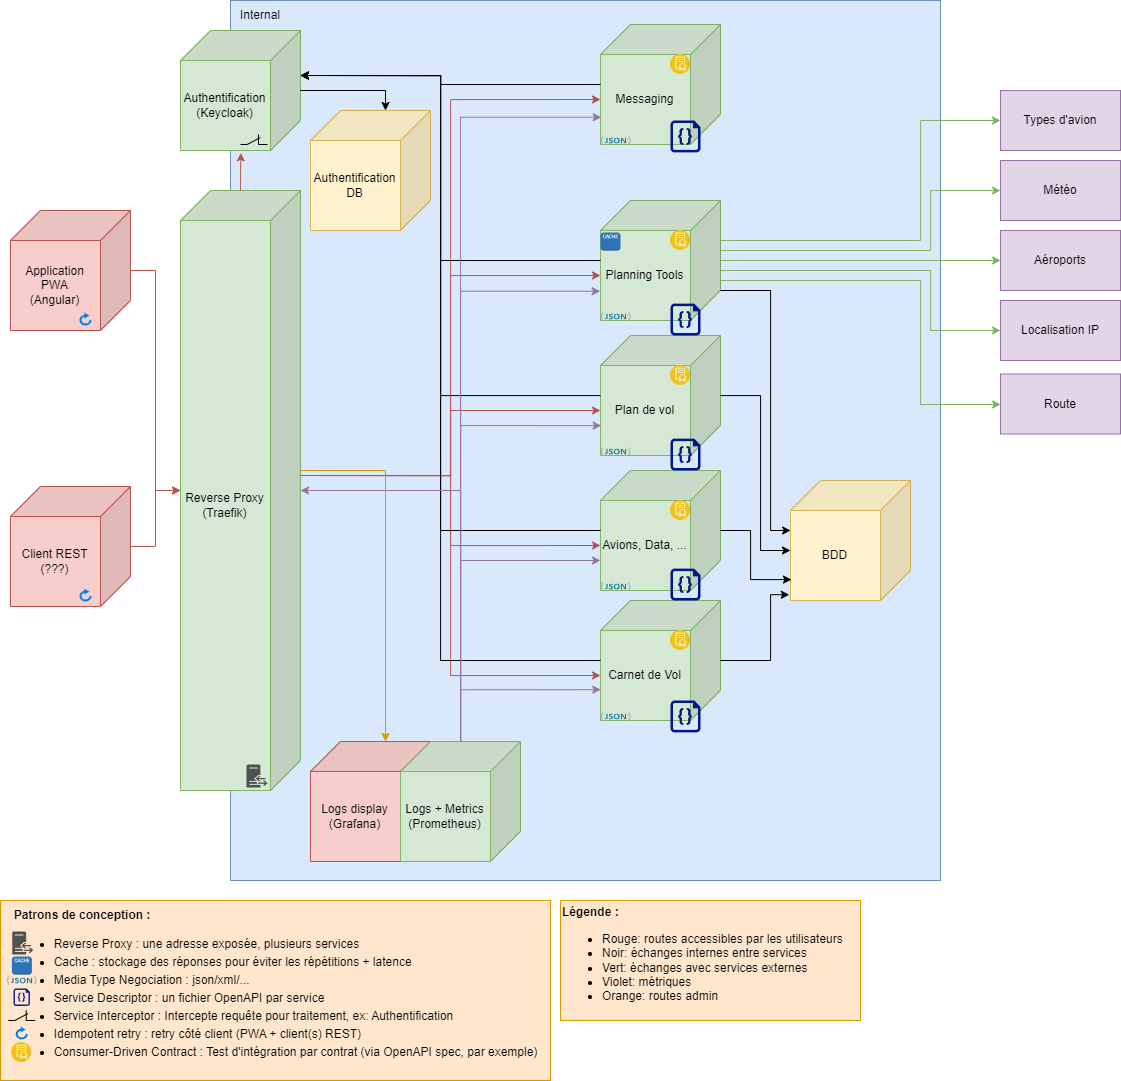 Internal
Authentification
(Keycloak)
Authentification
DB
Messaging
{JSON}
{}
Types d'avion
Météo
Aéroports
Localisation IP
Route
CACHE
Planning Tools
{JSON}
{}
Application
PWA
(Angular)
Plan de vol
{JSON}
{}
Reverse Proxy
(Traefik)
Client REST
(???)
Avions, Data, ...
{JSON}
{}
BDD
Carnet de Vol
{JSON}
{}
Logs display
(Grafana)
Logs + Metrics
(Prometheus)
Patrons de conception :
Reverse Proxy : une adresse exposée, plusieurs services
CACHE
Cache : stockage des réponses pour éviter les répétitions + latence
{JSON}
Media Type Negociation : json/xml/...
{}
Service Descriptor : un fichier OpenAPI par service
Service Interceptor : Intercepte requête pour traitement, ex: Authentification
Idempotent retry : retry côté client (PWA + client(s) REST)
Consumer-Driven Contract : Test d'intégration par contrat (via OpenAPI spec, par exemple)
Légende :
Rouge: routes accessibles par les utilisateurs
Noir: échanges internes entre services
Vert: échanges avec services externes
Violet: métriques
Orange: routes admin